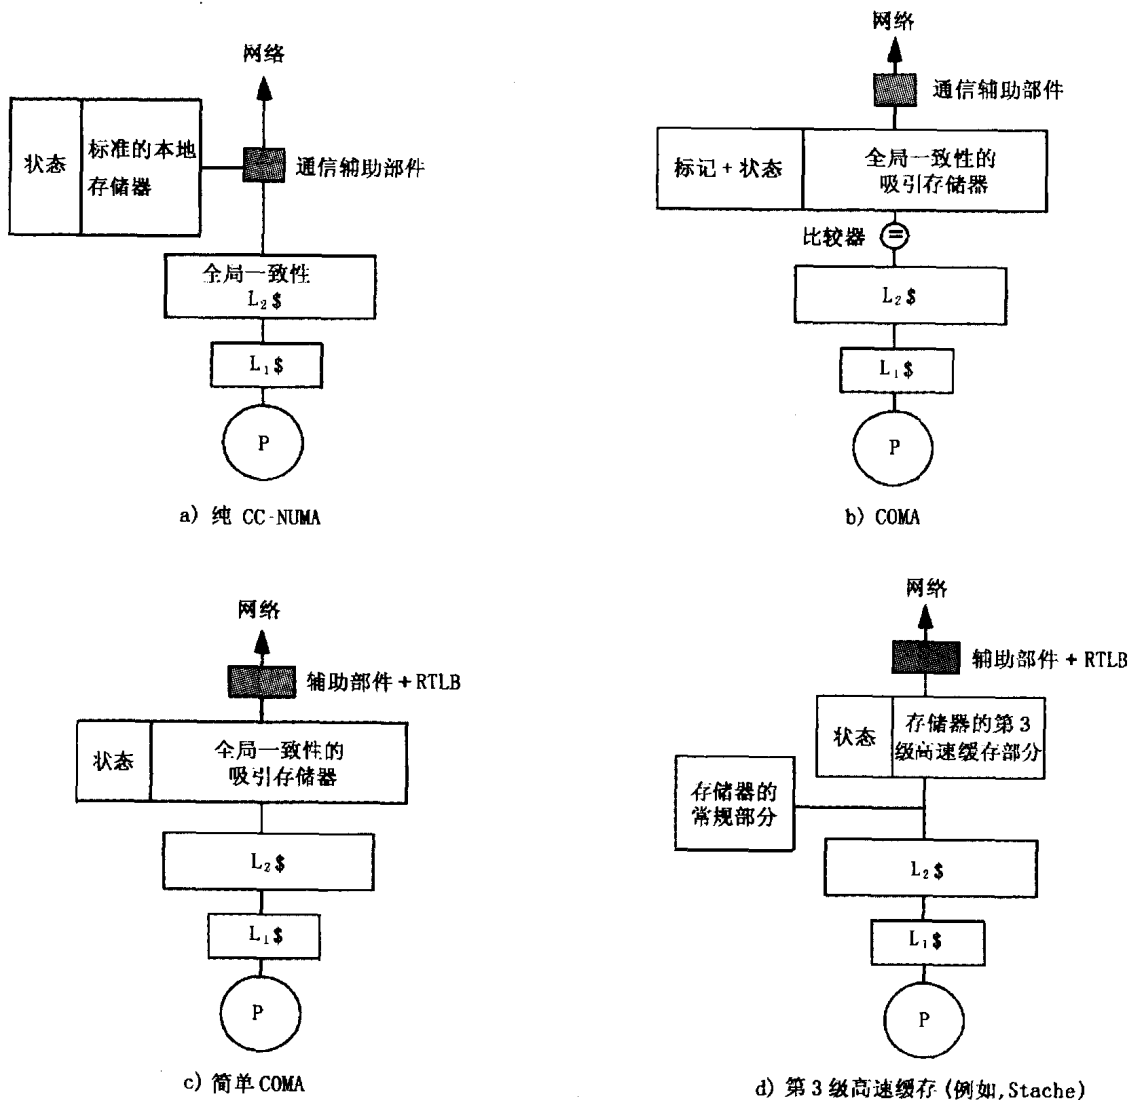 网络
状态
标准的本地
存储器
通信辅助部件
全局一致性
L₂$
L₁$
P
a) 纯 CC-NUMA
网络
通信辅助部件
标记+状态
全局一致性的
吸引存储器
比较器
=
L₂$
L₁$
P
b) COMA
网络
辅助部件+RTLB
状态
全局一致性的
吸引存储器
L₂$
L₁$
P
c) 简单COMA
网络
辅助部件+RTLB
状态
存储器的第3
级高速缓存部分
存储器的
常规部分
L₂$
L₁$
P
d) 第3级高速缓存(例如,Stache)